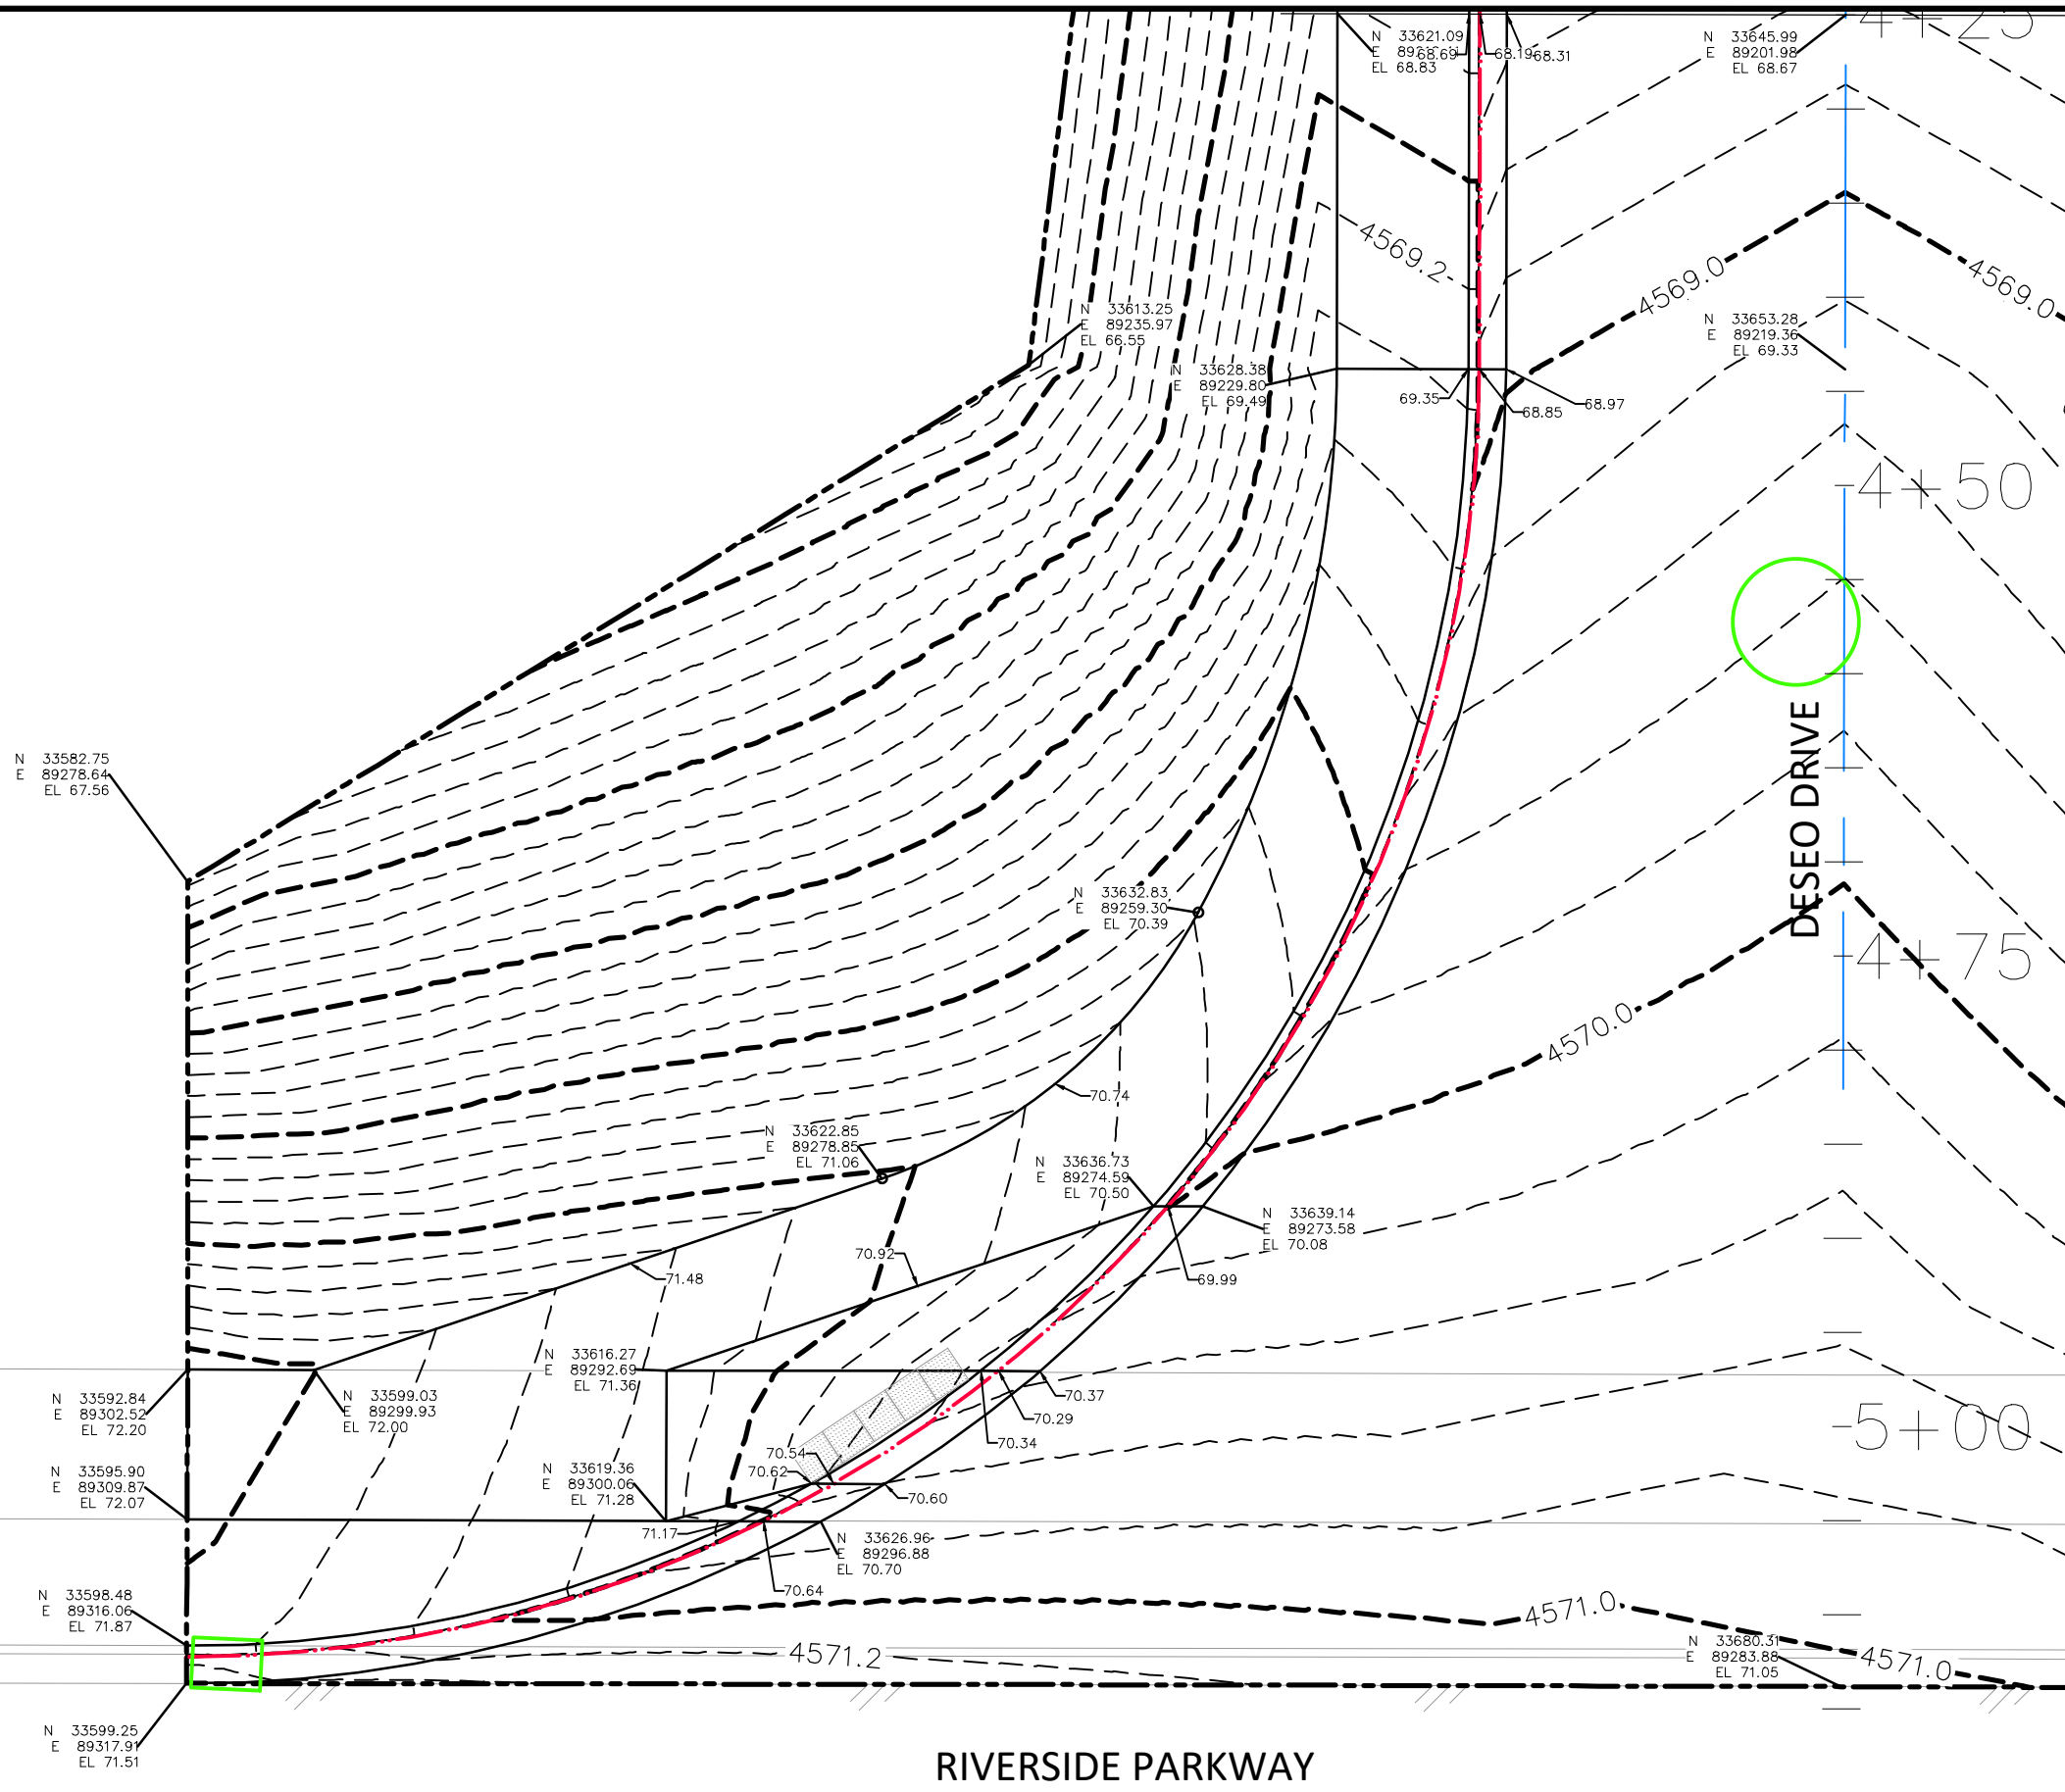 4+25
N 33621.09
EL 68.83
68.69
68.19
68.31
N 33645.99
E 89201.98
EL 68.67
4569.2
4569.0
4569.0
N 33613.25
E 89235.97
EL 66.55
N 33653.28
E 89219.36
EL 69.33
N 33628.38
E 89229.80
EL 69.49
69.35
68.85
68.97
4+50
N 33582.75
E 89278.64
EL 67.56
DESEO DRIVE
N 33632.83
E 89259.30
EL 70.39
4+75
4570.0
70.74
N 33622.85
E 89278.85
EL 71.06
N 33636.73
E 89274.59
EL 70.50
N 33639.14
E 89273.58
EL 70.08
70.92
71.48
69.99
N 33616.27
E 89292.69
EL 71.36
N 33592.84
E 89302.52
EL 72.20
N 33599.03
E 89299.93
EL 72.00
70.37
70.29
70.34
5+00
70.54
70.62
N 33595.90
E 89309.87
EL 72.07
N 33619.36
E 89300.06
EL 71.28
70.60
71.17
N 33626.96
E 89296.88
EL 70.70
70.64
N 33598.48
E 89316.06
EL 71.87
4571.0
4571.2
N 33680.31
E 89283.88
EL 71.05
4571.0
N 33599.25
E 89317.91
EL 71.51
RIVERSIDE PARKWAY